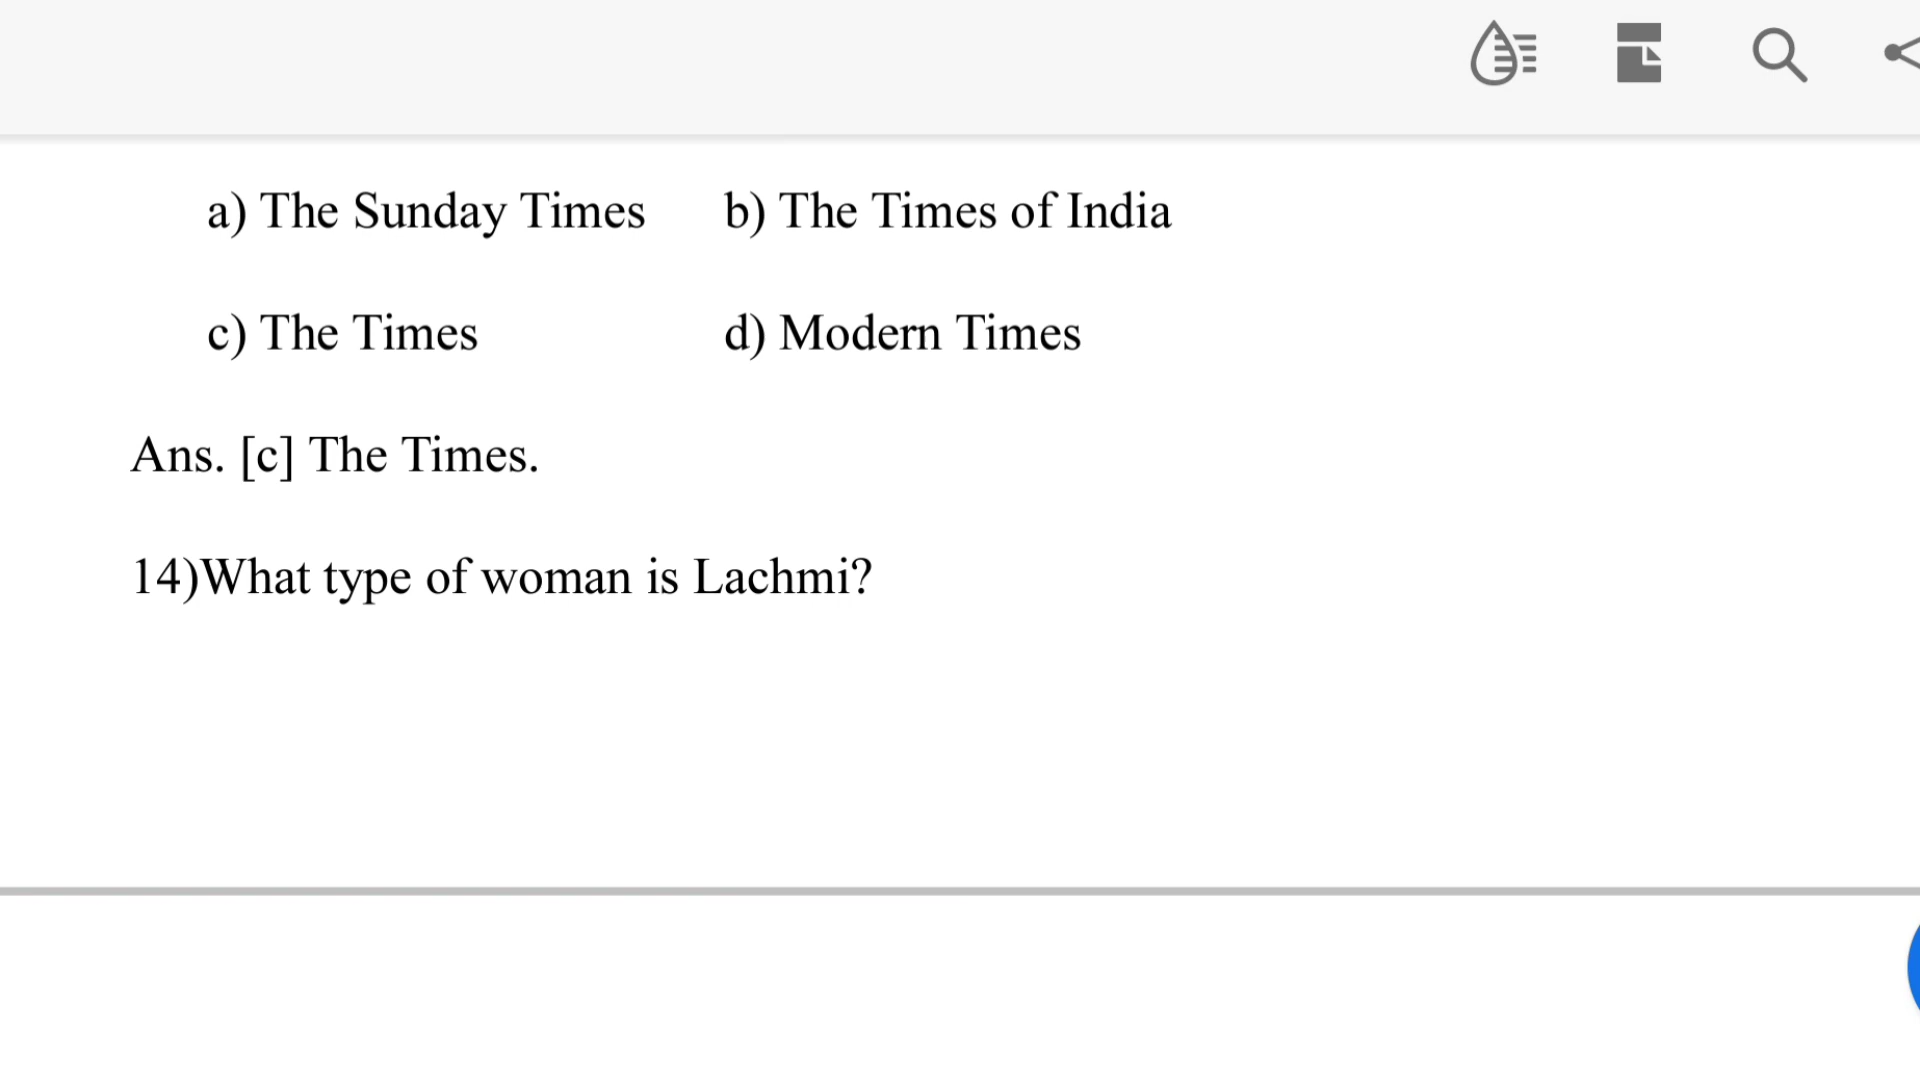 a) The Sunday Times b) The Times of India
c) The Times d) Modern Times
Ans. [c] The Times.
14)What type of woman is Lachmi?